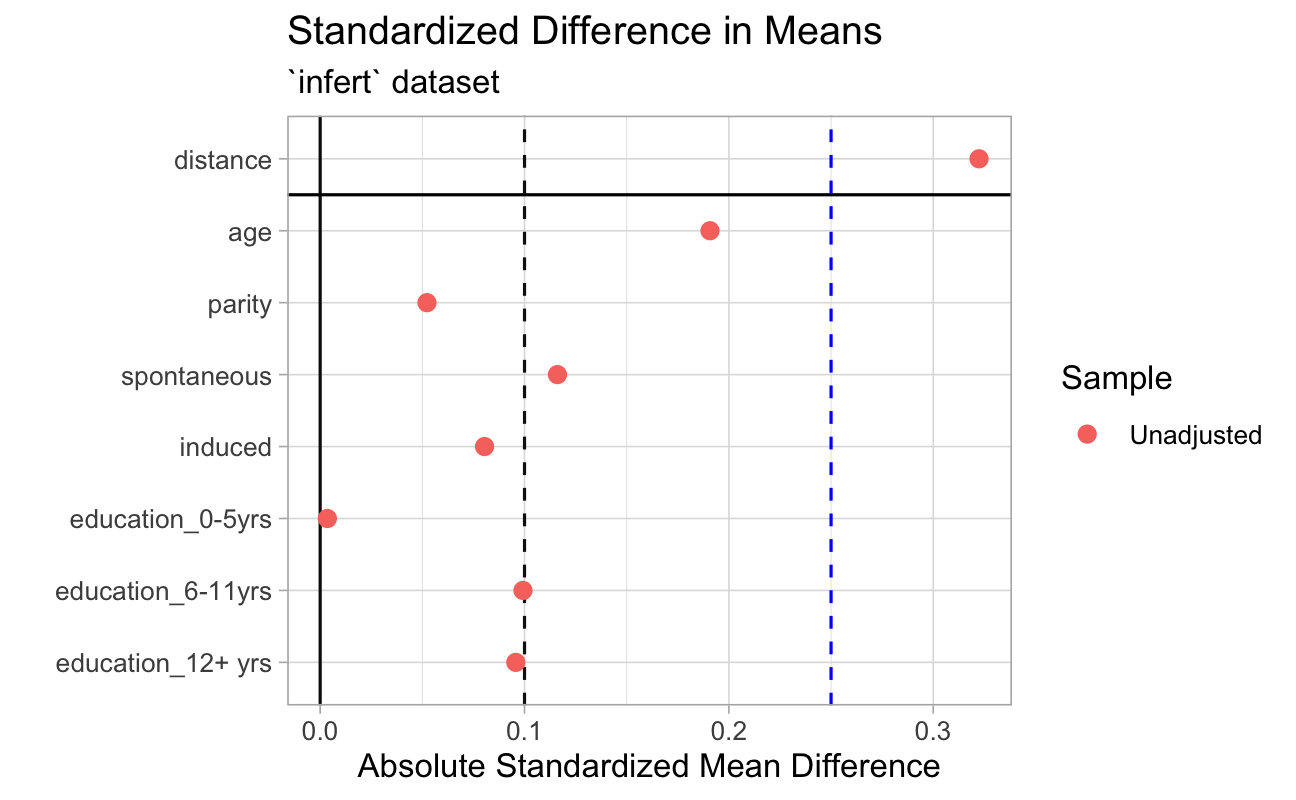 Standardized Difference in Means
`infert` dataset
distance
age
parity
spontaneous
induced
education_0-5yrs
education_6-11yrs
education_12+ yrs
0.0 0.1 0.2 0.3
Absolute Standardized Mean Difference
Sample
Unadjusted